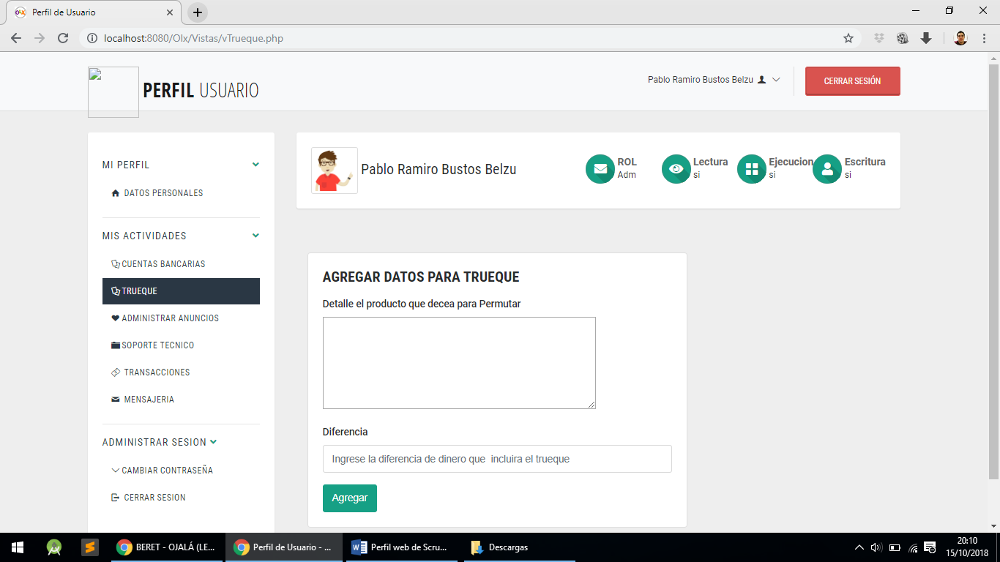 OLX
Perfil de Usuario
localhost:8080/Olx/Vistas/vTrueque.php
PERFIL USUARIO
Pablo Ramiro Bustos Belzu
CERRAR SESIÓN
MI PERFIL
DATOS PERSONALES
MIS ACTIVIDADES
CUENTAS BANCARIAS
TRUEQUE
ADMINISTRAR ANUNCIOS
SOPORTE TECNICO
TRANSACCIONES
MENSAJERIA
ADMINISTRAR SESION
CAMBIAR CONTRASEÑA
CERRAR SESION
Pablo Ramiro Bustos Belzu
ROL
Adm
Lectura
si
Ejecucion
si
Escritura
si
AGREGAR DATOS PARA TRUEQUE
Detalle el producto que decea para Permutar
Diferencia
Ingrese la diferencia de dinero que  incluira el trueque
Agregar
BERET - OJALÁ (LE...
Perfil de Usuario - ...
Perfil web de Scru...
Descargas
20:10
15/10/2018